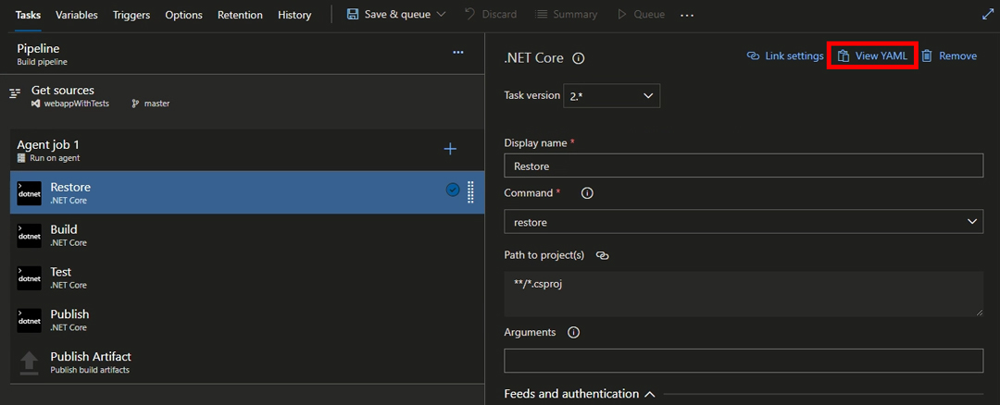 Tasks Variables Triggers Options Retention History Save & queue Discard Summary Queue ...
Pipeline
Build pipeline
Get sources
webappWithTests master
Agent job 1
Run on agent
dotnet Restore
.NET Core
dotnet Build
.NET Core
dotnet Test
.NET Core
dotnet Publish
.NET Core
Publish Artifact
Publish build artifacts
.NET Core Link settings View YAML Remove
Task version 2.*
Display name *
Restore
Command *
restore
Path to project(s)
**/*.csproj
Arguments
Feeds and authentication